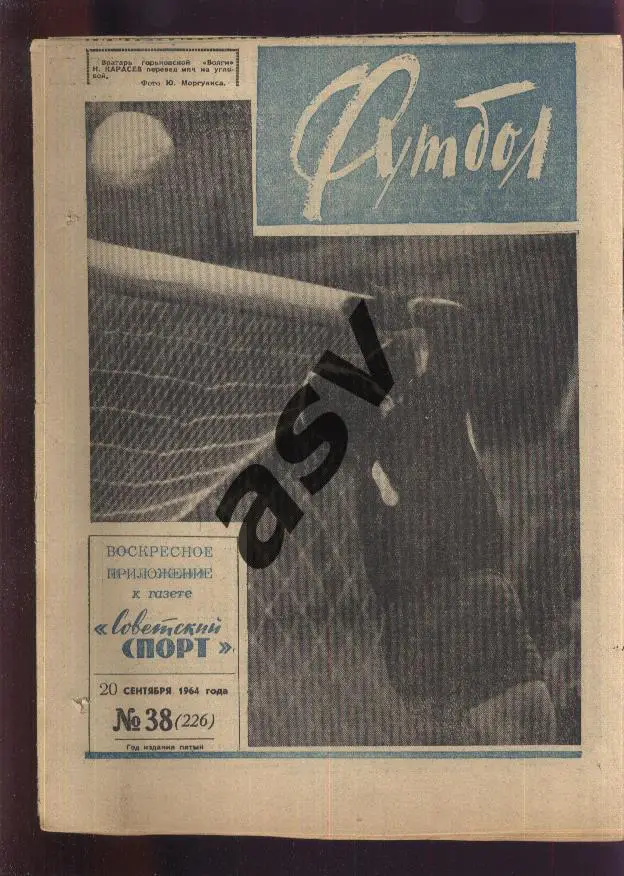 Вратарь горьковской «Волги»
Н. КАРАСЕВ перевел мяч на угло-
вой.
Фото Ю. Моргулиса.
Футбол
asv
ВОСКРЕСНОЕ
ПРИЛОЖЕНИЕ
к газете
«Советский
СПОРТ»
20 СЕНТЯБРЯ 1964 года
№ 38 (226)
Год издания пятый